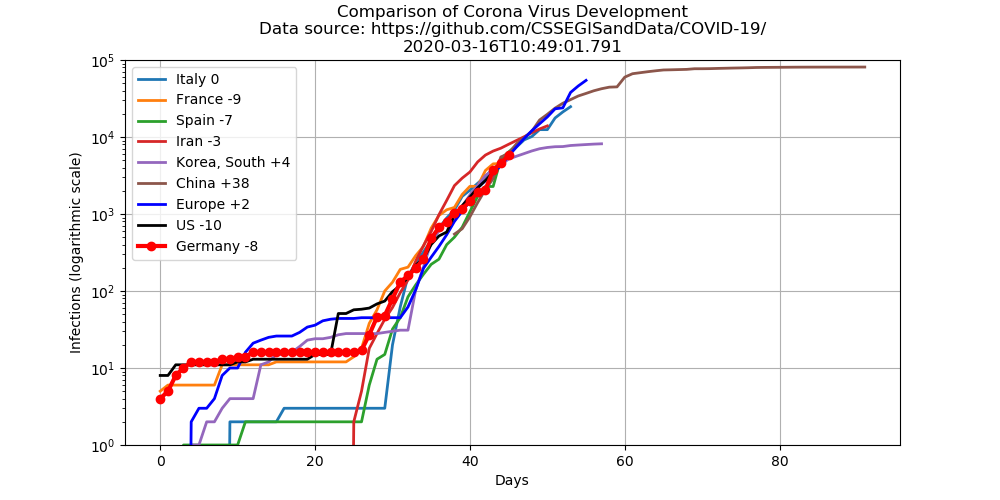 Comparison of Corona Virus Development
Data source: https://github.com/CSSEGISandData/COVID-19/
2020-03-16T10:49:01.791
Infections (logarithmic scale)
10⁵
10⁴
10³
10²
10¹
10⁰
Italy 0
France -9
Spain -7
Iran -3
Korea, South +4
China +38
Europe +2
US -10
Germany -8
0 20 40 60 80
Days